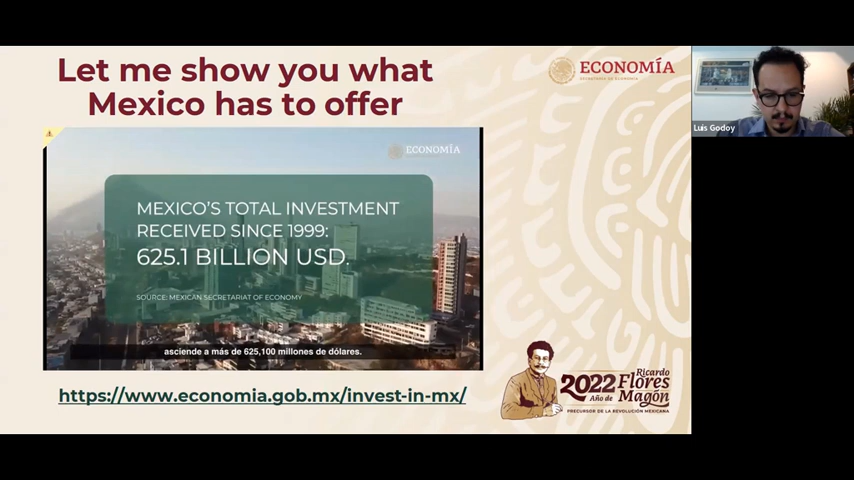 Let me show you what
Mexico has to offer
ECONOMÍA
SECRETARÍA DE ECONOMÍA
Luis Godoy
ECONOMÍA
MEXICO'S TOTAL INVESTMENT
RECEIVED SINCE 1999:
625.1 BILLION USD.
SOURCE: MEXICAN SECRETARIAT OF ECONOMY
asciende a más de 625,100 millones de dólares.
https://www.economia.gob.mx/invest-in-mx/
2022
Año de
Ricardo
Flores
Magón
PRECURSOR DE LA REVOLUCIÓN MEXICANA